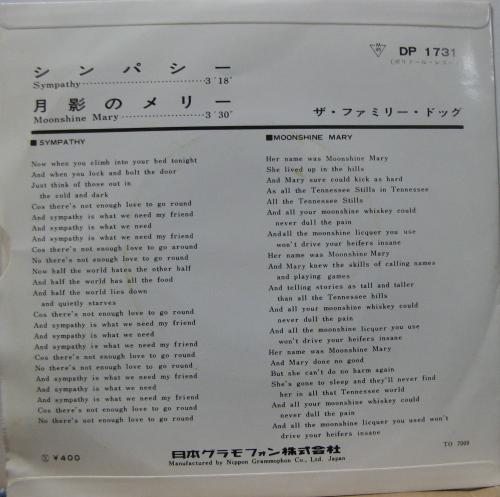 DP 1731
シンパシー
Sympathy 3'18"
月影のメリー
Moonshine Mary 3'30"
ザ・ファミリー・ドッグ
SYMPATHY
Now when you climb into your bed tonight
And when you lock and bolt the door
Just think of those out in
the cold and dark
Cos there's not enough love to go round
And sympathy is what we need my friend
And sympathy is what we need
And sympathy is what we need my friend
Cos there's not enough love to go around
No there's not enough love to go round
Now half the world hates the other half
And half the world has all the food
And half the world lies down
and quietly starves
Cos there's not enough love to go round
And sympathy is what we need my friend
And sympathy is what we need
And sympathy is what we need my friend
Cos there's not enough love to go round
No there's not enough love to go round
And sympathy is what we need my friend
And sympathy is what we need
And sympathy is what we need my friend
Cos there's not enough love to go round
No there's not enough love to go round
MOONSHINE MARY
Her name was Moonshine Mary
She lived up in the hills
And Mary sure could kick as hard
As all the Tennessee Stills in Tennessee
All the Tennessee Stills
And all your moonshine whiskey could
never dull the pain
And all the moonshine licquer you use
won't drive your heifers insane
Her name was Moonshine Mary
And Mary knew the skills of calling names
and playing games
And telling stories as tall and taller
than all the Tennessee hills
And all your moonshine whiskey could
never dull the pain
And all the moonshine licquer you use
won't drive your heifers insane
Her name was Moonshine Mary
And Mary done no good
But she can't do no harm again
She's gone to sleep and they'll never find
her in all that Tennessee world
And all your moonshine whiskey could
never dull the pain
And all the moonshine licquer you used won't
drive your heifers insane
¥400
日本グラモフォン株式会社
Manufactured by Nippon Grammophon Co., Ltd. Japan
TO 7009